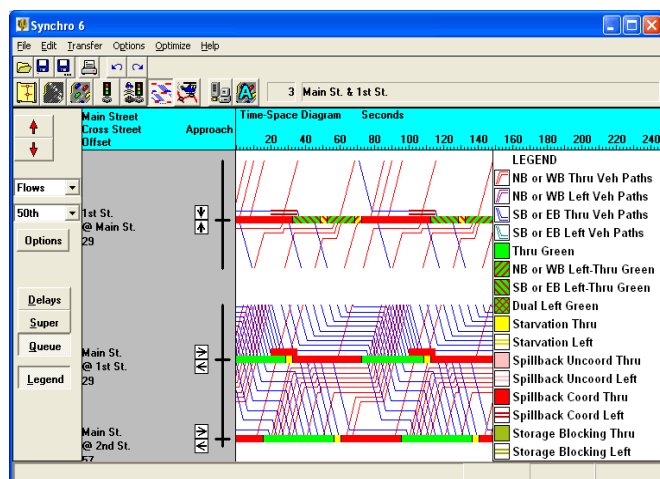 Synchro 6
File Edit Transfer Options Optimize Help
3 Main St. & 1st St.
Main Street
Cross Street
Offset
Approach
Time-Space Diagram Seconds
20 40 60 80 100 120 140 160 180 200 220 240
Flows
50th
Options
Delays
Super
Queue
Legend
1st St.
@ Main St.
29
Main St.
@ 1st St.
29
Main St.
@ 2nd St.
57
LEGEND
NB or WB Thru Veh Paths
NB or WB Left Veh Paths
SB or EB Thru Veh Paths
SB or EB Left Veh Paths
Thru Green
NB or WB Left-Thru Green
SB or EB Left-Thru Green
Dual Left Green
Starvation Thru
Starvation Left
Spillback Uncoord Thru
Spillback Uncoord Left
Spillback Coord Thru
Spillback Coord Left
Storage Blocking Thru
Storage Blocking Left